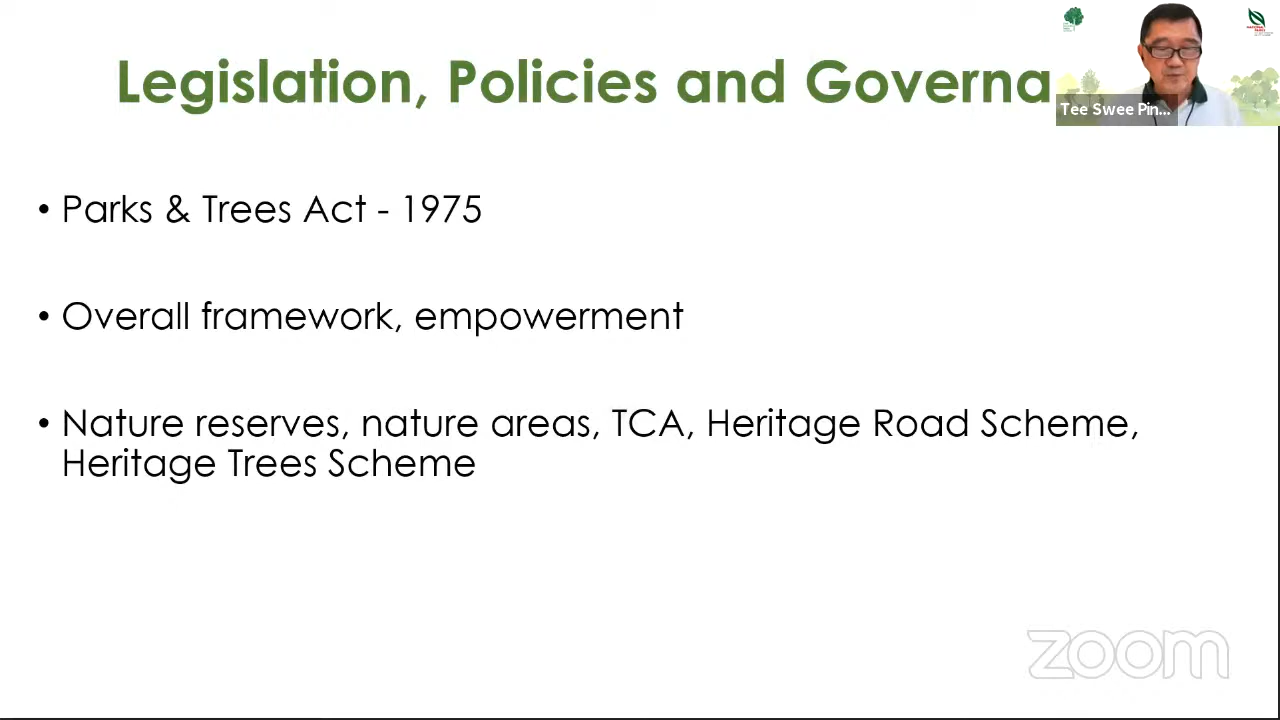 Legislation, Policies and Governa
Tee Swee Pin...
• Parks & Trees Act - 1975
• Overall framework, empowerment
• Nature reserves, nature areas, TCA, Heritage Road Scheme,
Heritage Trees Scheme
zoom